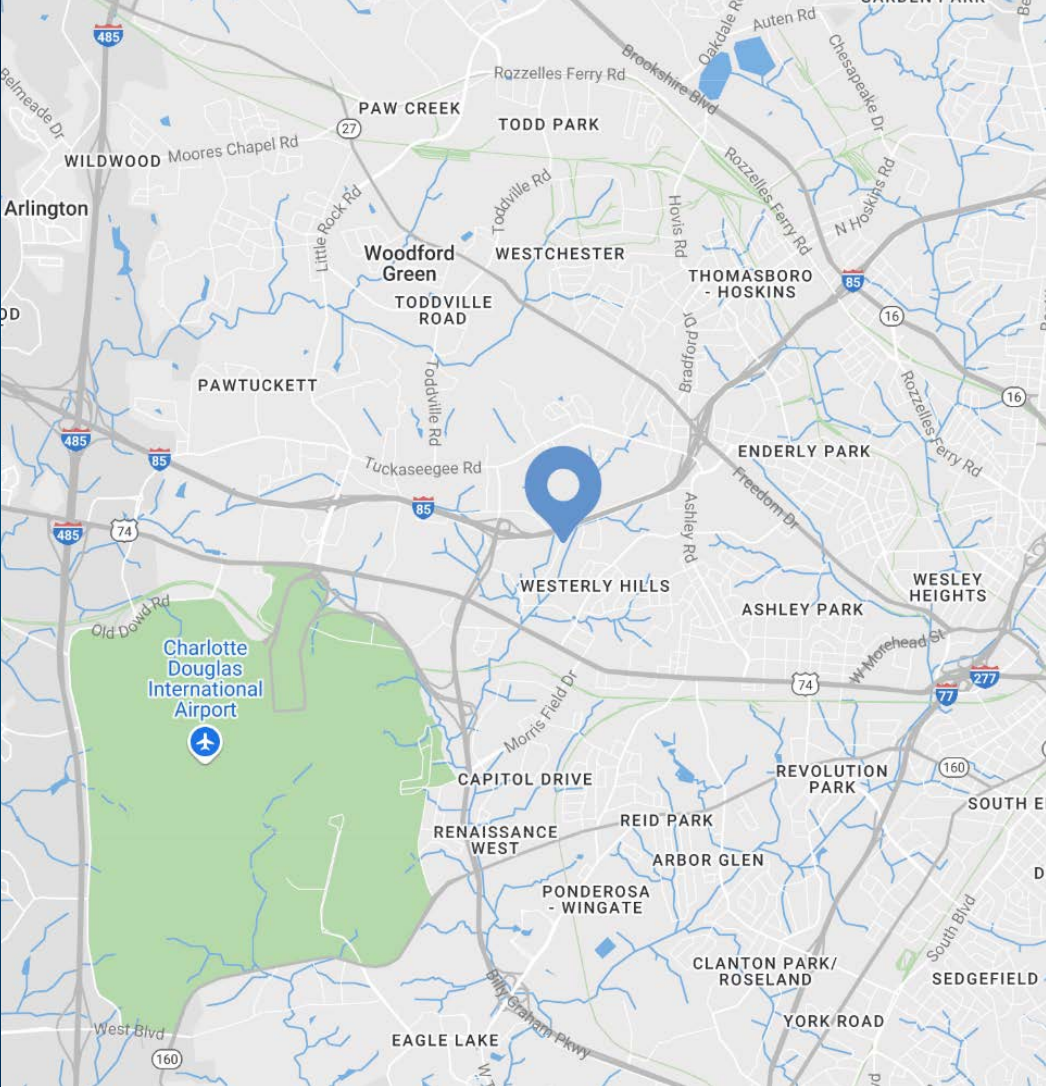 GARDEN PARK
485
Auten Rd
Oakdale Rd
Brookshire Blvd
Chesapeake Dr
Rozzelles Ferry Rd
Belmeade Dr
PAW CREEK
27
TODD PARK
WILDWOOD
Moores Chapel Rd
Rozzelles Ferry Rd
N Hoskins Rd
Toddville Rd
Little Rock Rd
Hovis Rd
Arlington
Woodford
Green
WESTCHESTER
THOMASBORO
- HOSKINS
85
TODDVILLE
ROAD
16
Bradford Dr
PAWTUCKETT
Toddville Rd
Rozzelles Ferry Rd
16
485
85
Tuckaseegee Rd
ENDERLY PARK
Freedom Dr
85
Ashley Rd
485
74
WESTERLY HILLS
WESLEY
HEIGHTS
ASHLEY PARK
Old Dowd Rd
W Morehead St
Charlotte
Douglas
International
Airport
74
277
77
Morris Field Dr
CAPITOL DRIVE
REVOLUTION
PARK
160
SOUTH E
REID PARK
RENAISSANCE
WEST
ARBOR GLEN
PONDEROSA
- WINGATE
South Blvd
CLANTON PARK/
ROSELAND
SEDGEFIELD
Billy Graham Pkwy
YORK ROAD
West Blvd
EAGLE LAKE
160